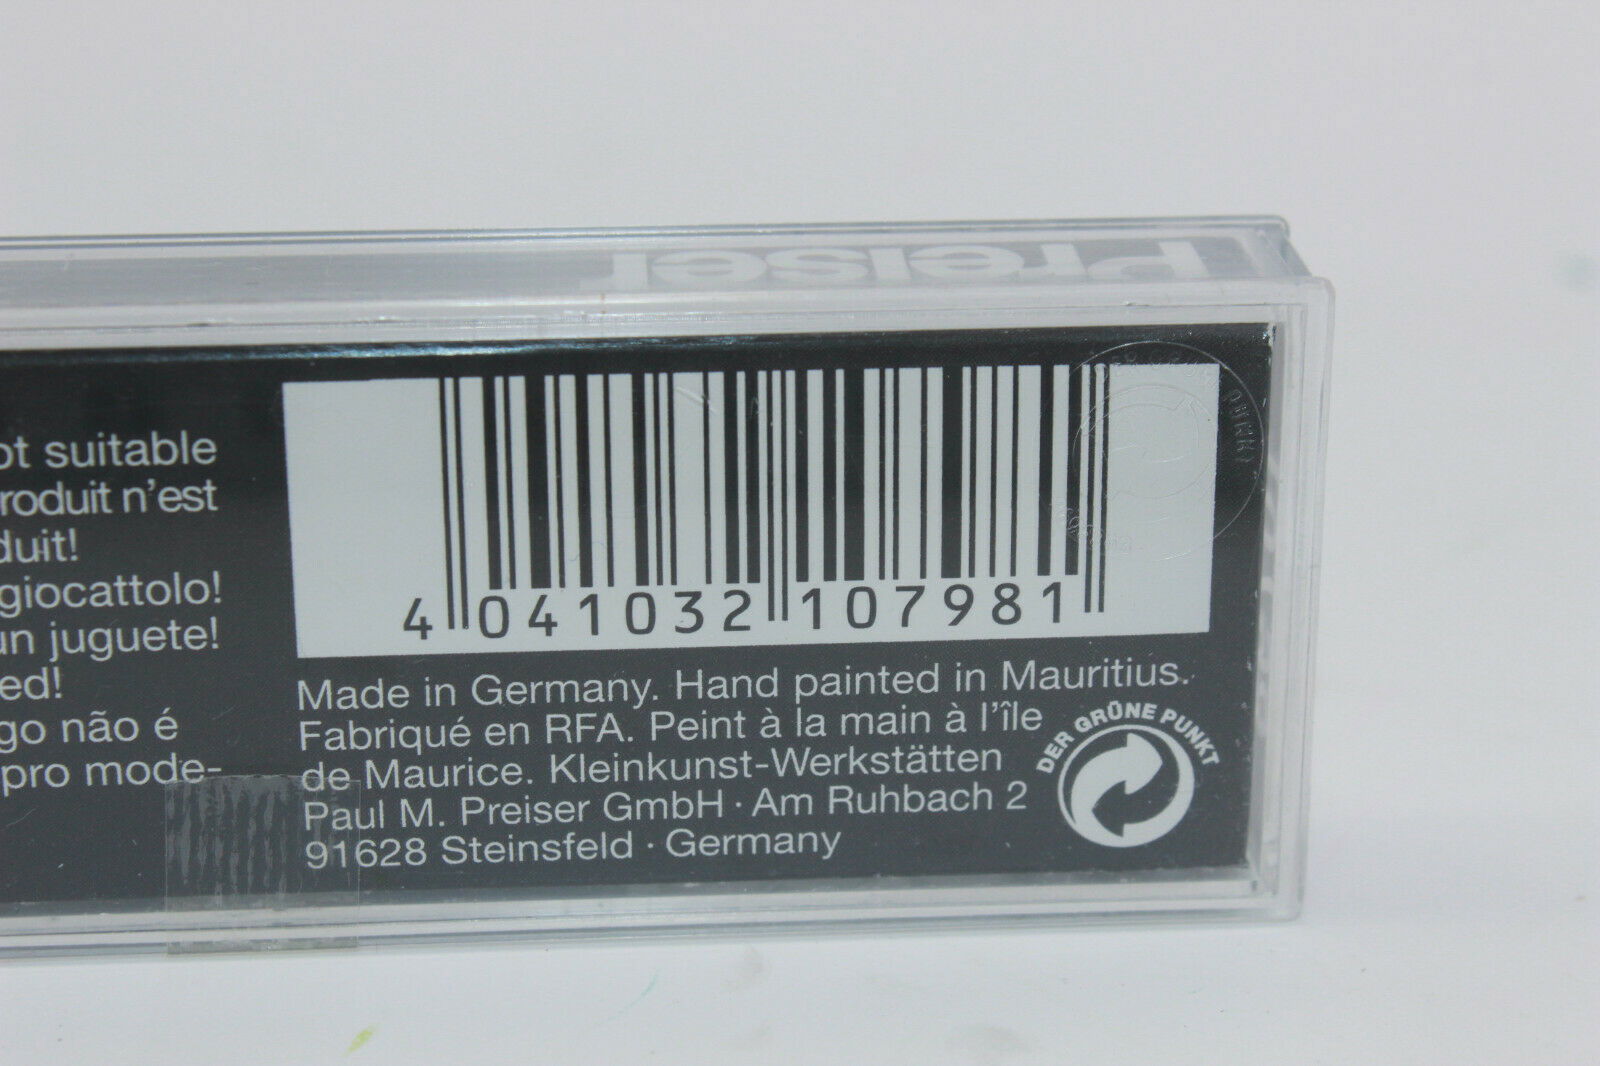 Preiser
ot suitable
roduit n'est
duit!
giocattolo!
un juguete!
ed!
go não é
pro mode-
4 041032 107981
Made in Germany. Hand painted in Mauritius.
Fabriqué en RFA. Peint à la main à l'île
de Maurice. Kleinkunst-Werkstätten
Paul M. Preiser GmbH · Am Ruhbach 2
91628 Steinsfeld · Germany
DER GRÜNE PUNKT